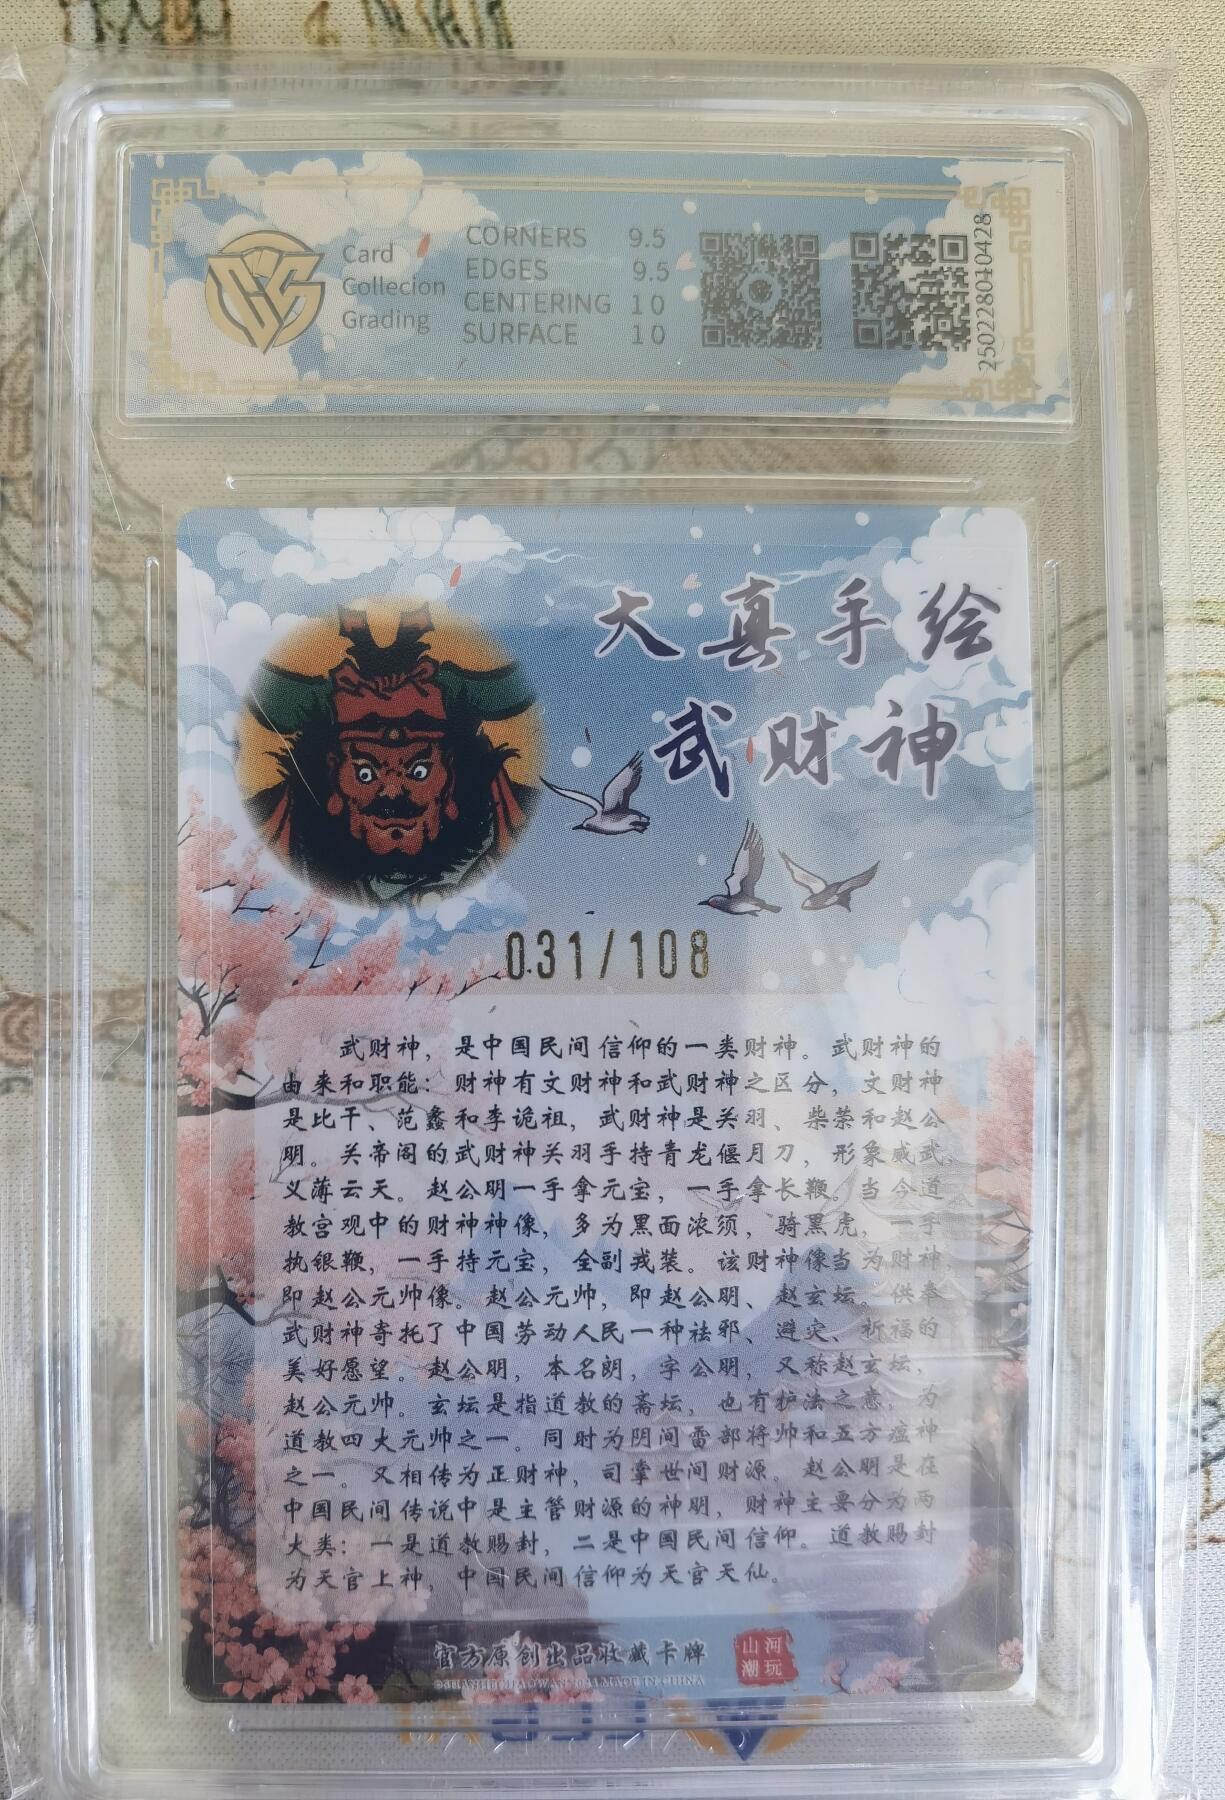 Card
Collecion
Grading
CORNERS 9.5
EDGES 9.5
CENTERING 10
SURFACE 10
2502280410428
大真手绘
武财神
031/108
武财神，是中国民间信仰的一类财神。武财神的
由来和职能：财神有文财神和武财神之区分，文财神
是比干、范蠡和李诡祖，武财神是关羽、柴荣和赵公
明。关帝阁的武财神关羽手持青龙偃月刀，形象威武、
义薄云天。赵公明一手拿元宝，一手拿长鞭。当今道
教宫观中的财神神像，多为黑面浓须，骑黑虎，一手
执银鞭，一手持元宝，全副戎装。该财神像当为财神，
即赵公元帅像。赵公元帅，即赵公明、赵玄坛。供奉
武财神寄托了中国劳动人民一种祛邪、避灾、祈福的
美好愿望。赵公明，本名朗，字公明，又称赵玄坛，
赵公元帅。玄坛是指道教的斋坛，也有护法之意，为
道教四大元帅之一。同时为阴间雷部将帅和五方瘟神
之一。又相传为正财神，司掌世间财源。赵公明是在
中国民间传说中是主管财源的神明，财神主要分为两
大类：一是道教赐封，二是中国民间信仰。道教赐封
为天官上神，中国民间信仰为天官天仙。
官方原创出品收藏卡牌
山河
潮玩
MADE IN CHINA